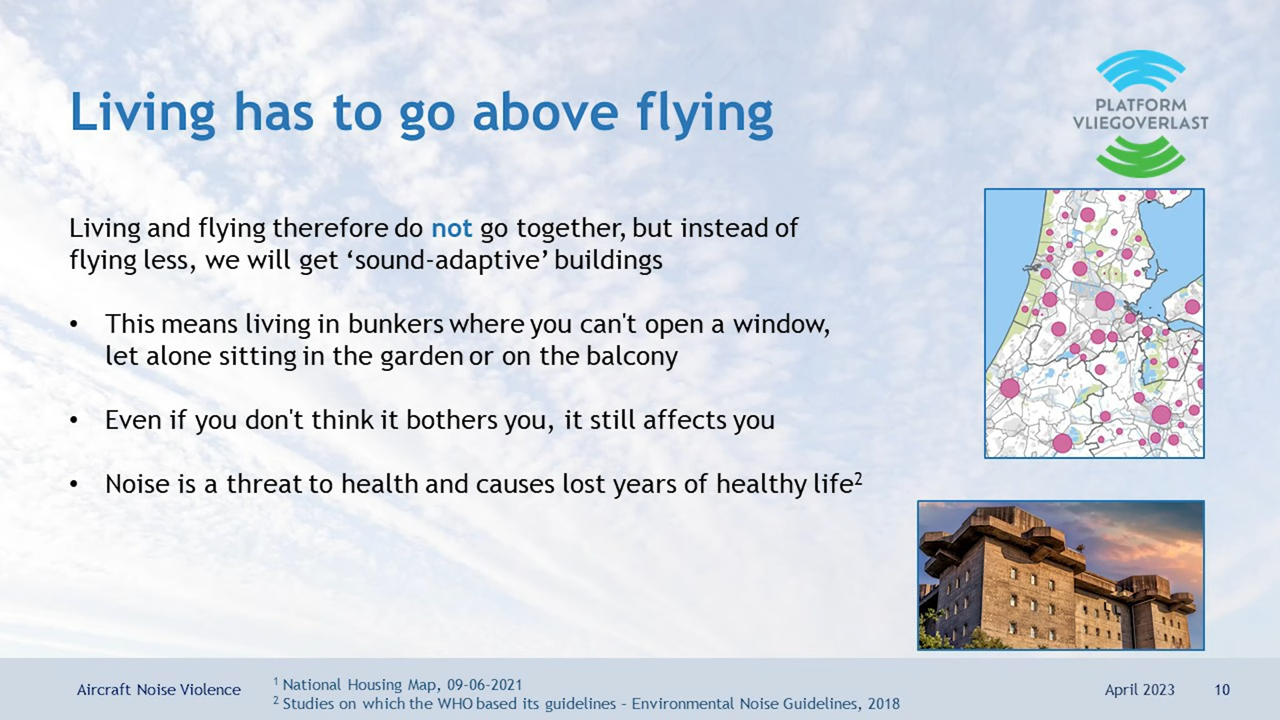 Living has to go above flying
PLATFORM
VLIEGOVERLAST
Living and flying therefore do not go together, but instead of
flying less, we will get ‘sound-adaptive’ buildings
• This means living in bunkers where you can't open a window,
let alone sitting in the garden or on the balcony
• Even if you don't think it bothers you, it still affects you
• Noise is a threat to health and causes lost years of healthy life²
Aircraft Noise Violence
¹ National Housing Map, 09-06-2021
² Studies on which the WHO based its guidelines – Environmental Noise Guidelines, 2018
April 2023
10